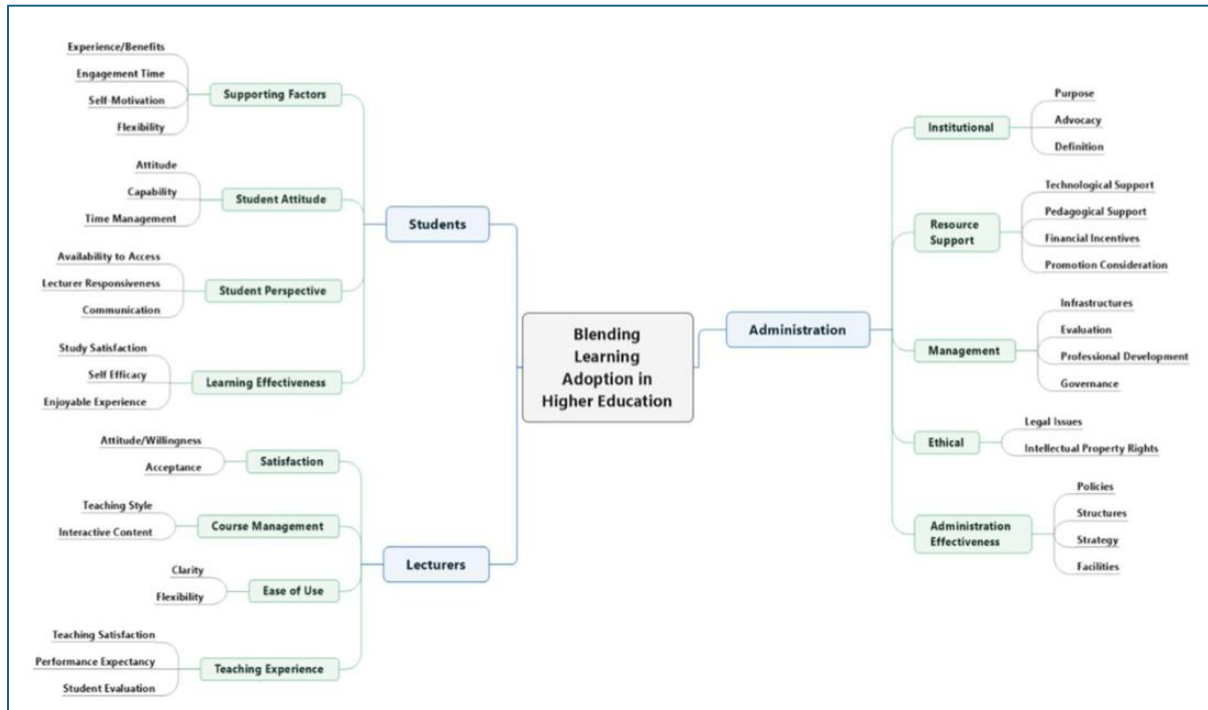 Experience/Benefits
Engagement Time
Self-Motivation
Flexibility
Supporting Factors
Attitude
Capability
Time Management
Student Attitude
Availability to Access
Lecturer Responsiveness
Communication
Student Perspective
Study Satisfaction
Self Efficacy
Enjoyable Experience
Learning Effectiveness
Students
Attitude/Willingness
Acceptance
Satisfaction
Teaching Style
Interactive Content
Course Management
Clarity
Flexibility
Ease of Use
Teaching Satisfaction
Performance Expectancy
Student Evaluation
Teaching Experience
Lecturers
Blending
Learning
Adoption in
Higher Education
Administration
Institutional
Purpose
Advocacy
Definition
Resource
Support
Technological Support
Pedagogical Support
Financial Incentives
Promotion Consideration
Management
Infrastructures
Evaluation
Professional Development
Governance
Ethical
Legal Issues
Intellectual Property Rights
Administration
Effectiveness
Policies
Structures
Strategy
Facilities